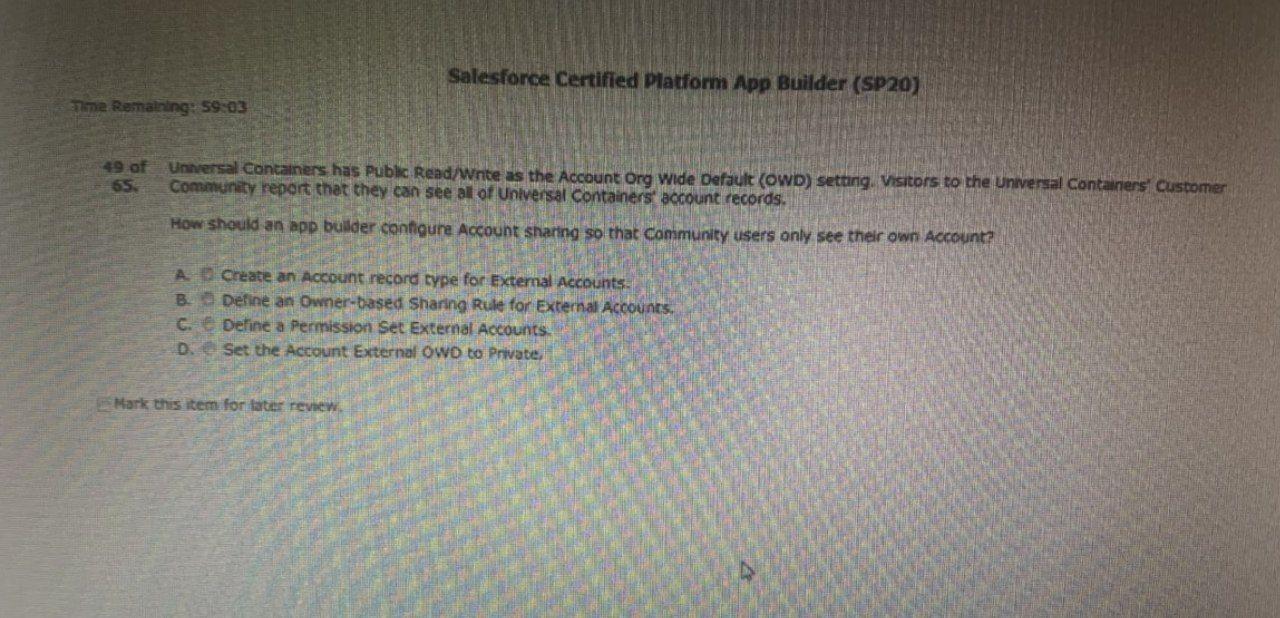 Salesforce Certified Platform App Builder (SP20)
Time Remaining: 59:03
49 of 65. Universal Containers has Public Read/Write as the Account Org Wide Default (OWD) setting. Visitors to the Universal Containers' Customer
Community report that they can see all of Universal Containers' account records.
How should an app builder configure Account sharing so that Community users only see their own Account?
A. Create an Account record type for External Accounts.
B. Define an Owner-based Sharing Rule for External Accounts.
C. Define a Permission Set External Accounts.
D. Set the Account External OWD to Private.
Mark this item for later review.